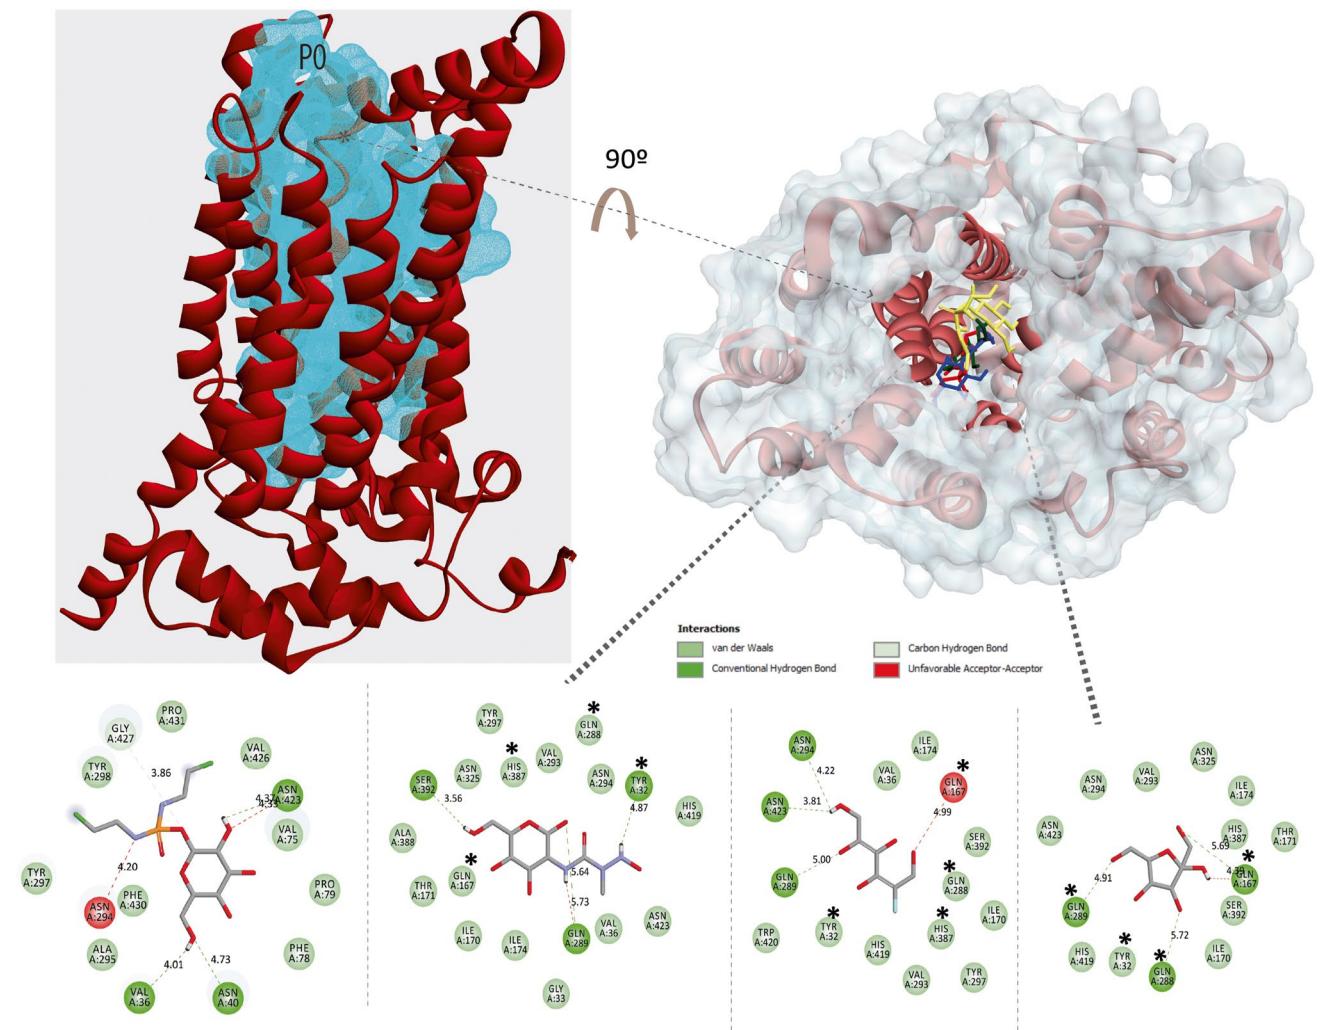 P0
90º
Interactions
van der Waals
Conventional Hydrogen Bond
Carbon Hydrogen Bond
Unfavorable Acceptor-Acceptor
PRO
A:431
GLY
A:427
VAL
A:426
TYR
A:298
3.86
ASN
A:423
4.37
4.33
VAL
A:75
4.20
TYR
A:297
PHE
A:430
PRO
A:79
ASN
A:294
ALA
A:295
PHE
A:78
4.01
4.73
VAL
A:36
ASN
A:40
TYR
A:297
*
GLN
A:288
*
HIS
A:387
VAL
A:293
ASN
A:325
ASN
A:294
*
TYR
A:32
SER
A:392
3.56
4.87
HIS
A:419
ALA
A:388
*
GLN
A:167
THR
A:171
5.64
5.73
ILE
A:170
ILE
A:174
GLN
A:289
VAL
A:36
ASN
A:423
GLY
A:33
ASN
A:294
ILE
A:174
4.22
VAL
A:36
*
GLN
A:167
ASN
A:423
3.81
4.99
SER
A:392
5.00
GLN
A:289
*
GLN
A:288
ILE
A:170
TRP
A:420
*
TYR
A:32
HIS
A:419
*
HIS
A:387
VAL
A:293
TYR
A:297
ASN
A:325
ASN
A:294
VAL
A:293
ILE
A:174
ASN
A:423
HIS
A:387
THR
A:171
5.69
*
GLN
A:167
4.91
*
GLN
A:289
SER
A:392
5.72
HIS
A:419
*
TYR
A:32
*
GLN
A:288
ILE
A:170